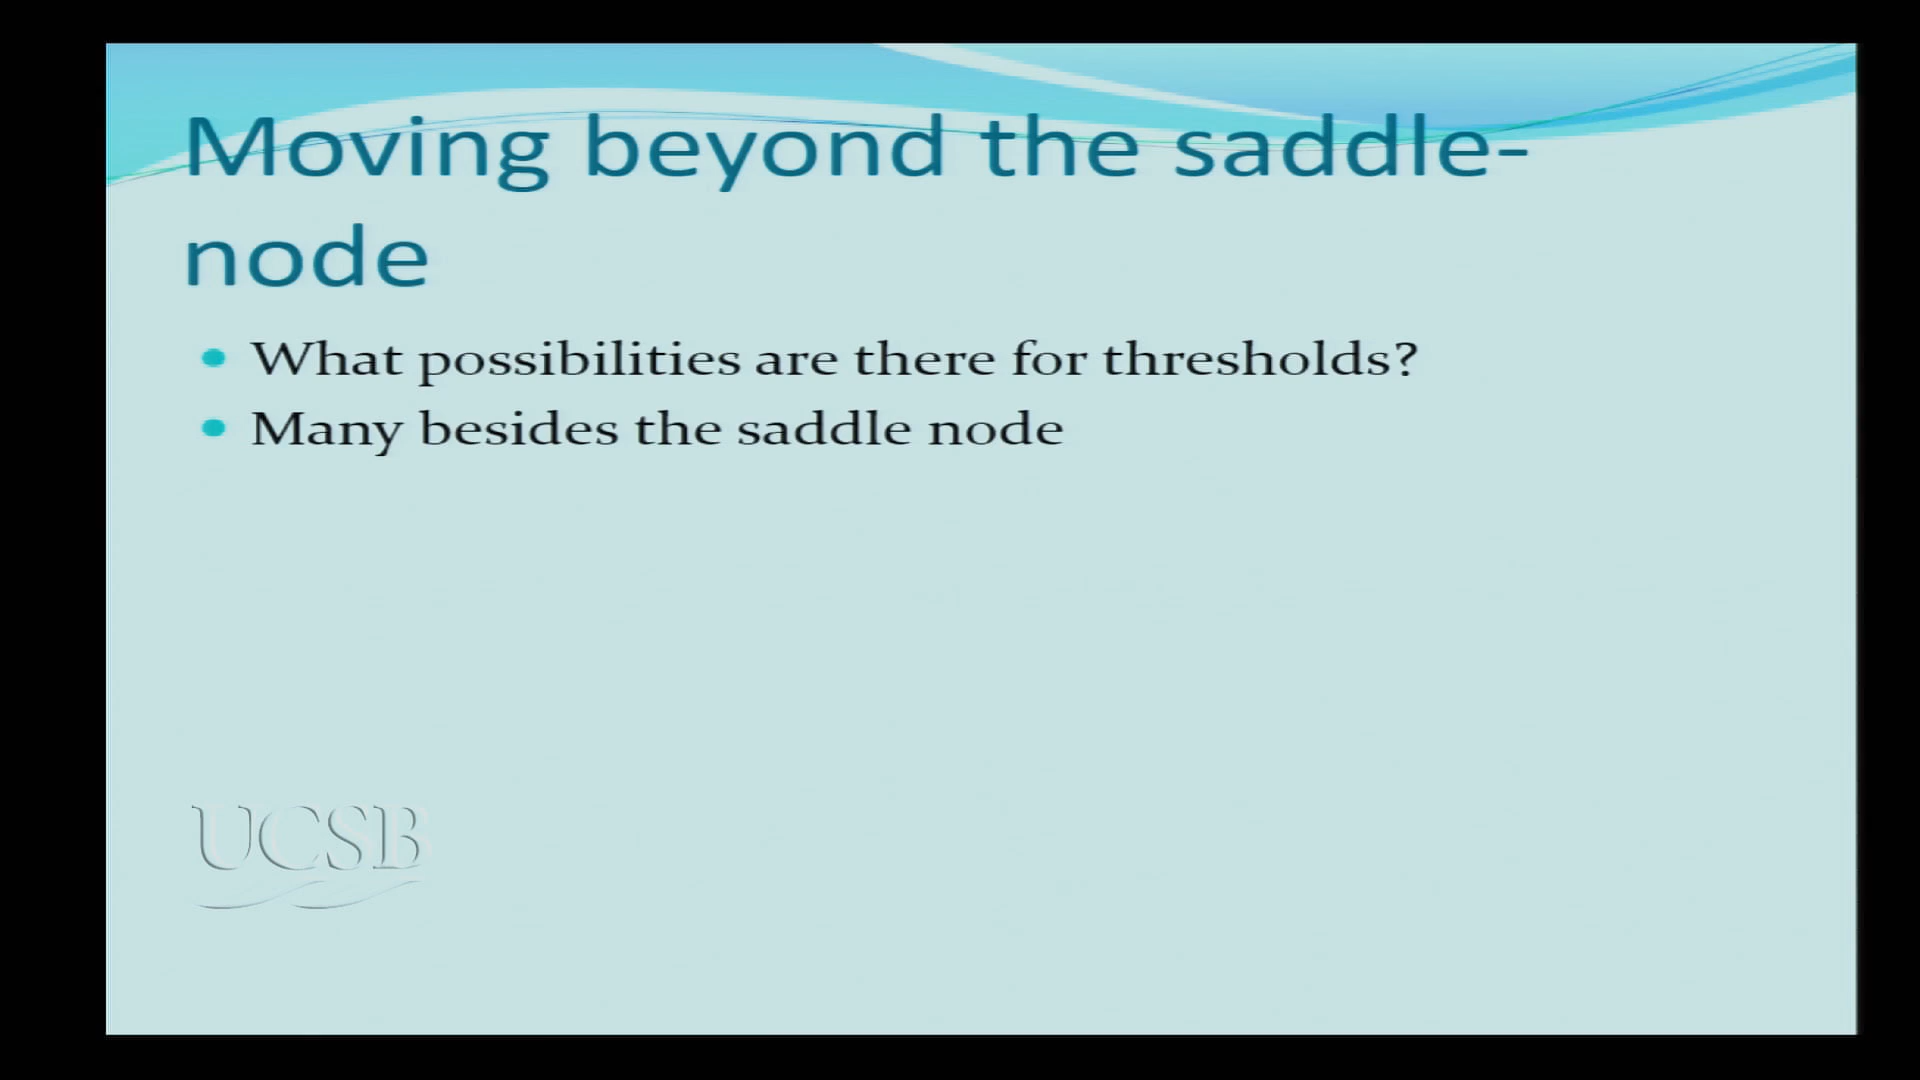 Moving beyond the saddle-
node
What possibilities are there for thresholds?
Many besides the saddle node
UCSB